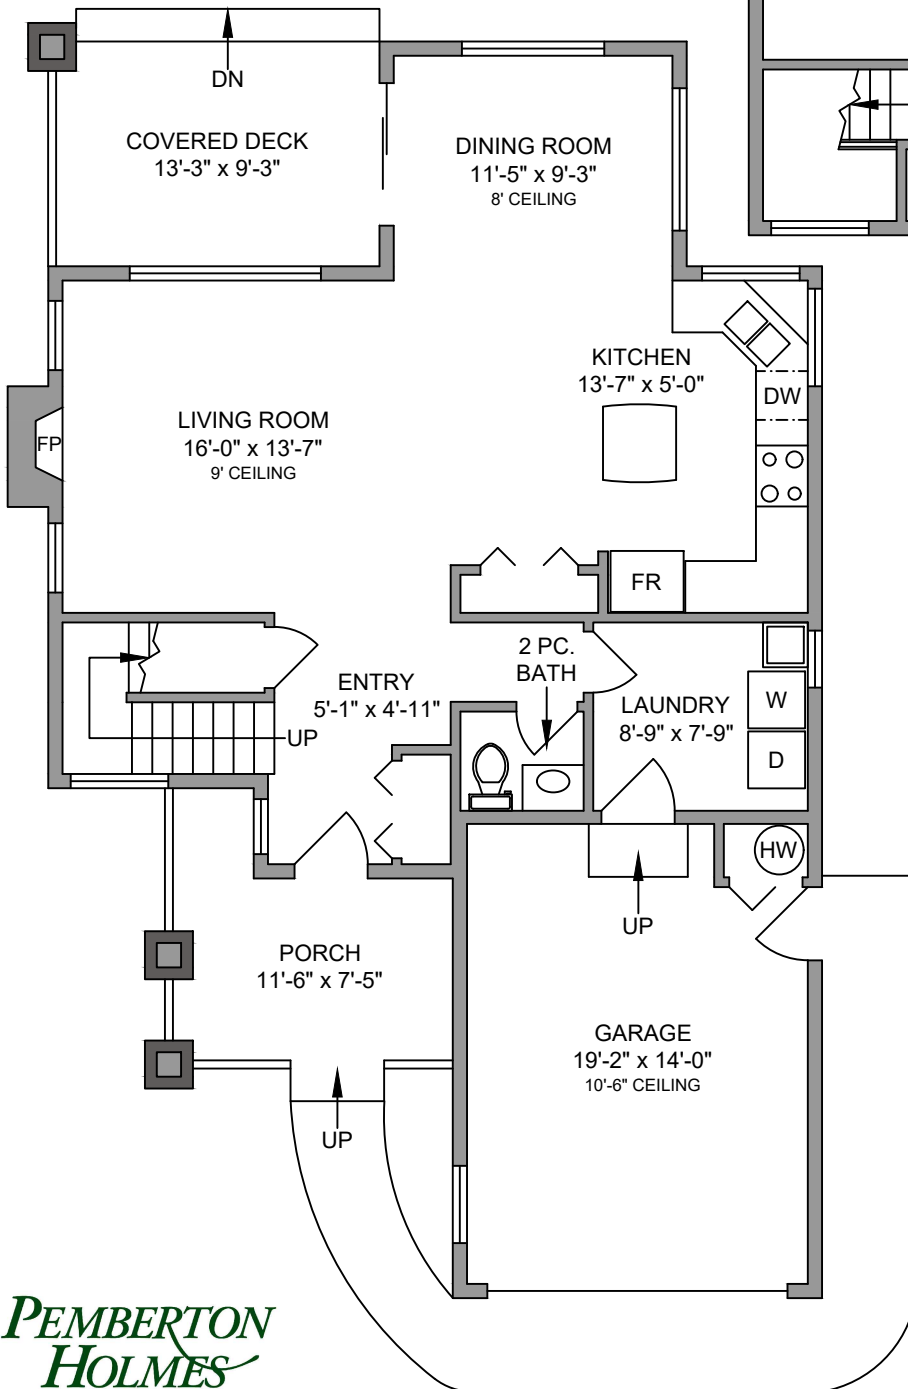 DN
COVERED DECK
13'-3" x 9'-3"
DINING ROOM
11'-5" x 9'-3"
8' CEILING
KITCHEN
13'-7" x 5'-0"
DW
LIVING ROOM
16'-0" x 13'-7"
9' CEILING
FP
FR
2 PC.
BATH
ENTRY
5'-1" x 4'-11"
LAUNDRY
8'-9" x 7'-9"
W
D
UP
HW
UP
PORCH
11'-6" x 7'-5"
GARAGE
19'-2" x 14'-0"
10'-6" CEILING
UP
PEMBERTON
HOLMES